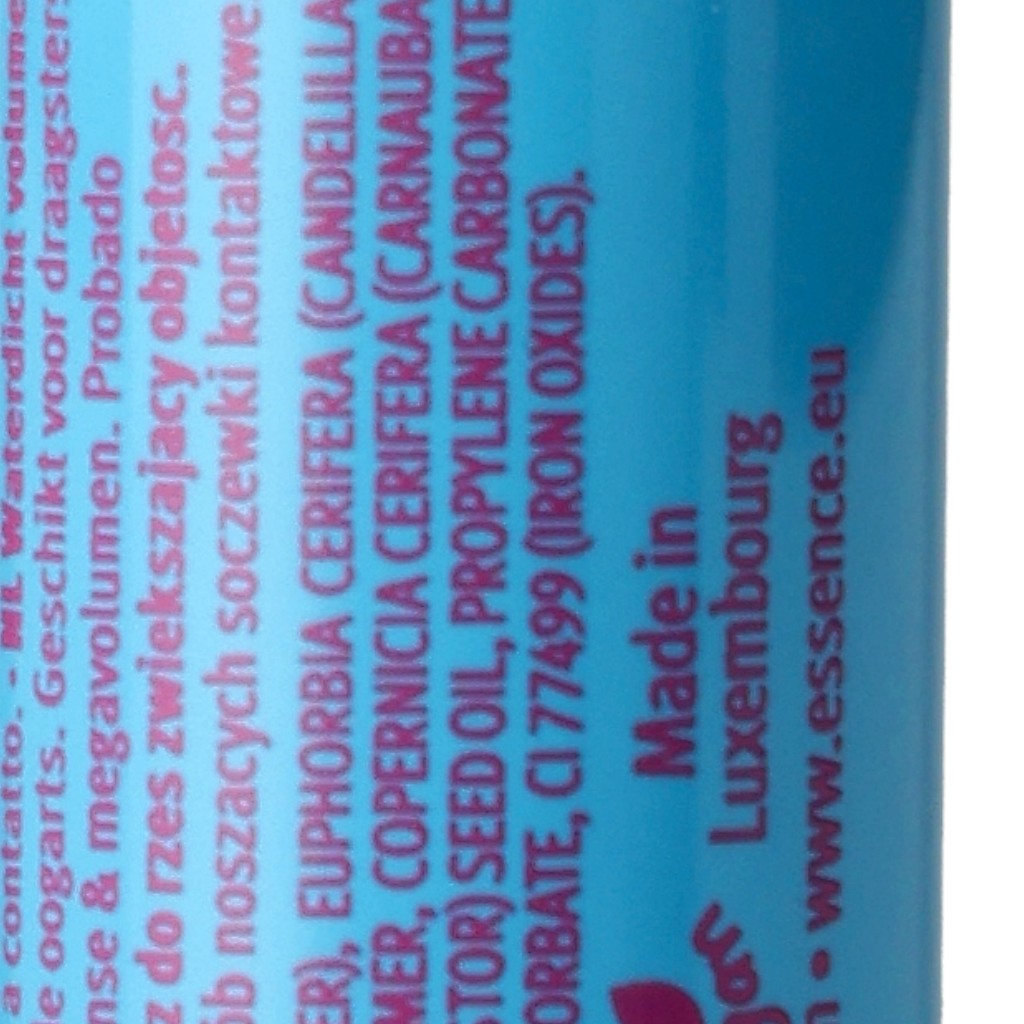 a contatto. - NL Waterdicht volume
le oogarts. Geschikt voor draagsters
nse & megavolumen. Probado
z do rzes zwiekszajacy objetosc.
ób noszacych soczewki kontaktowe.
ER), EUPHORBIA CERIFERA (CANDELILLA
MER, COPERNICIA CERIFERA (CARNAUBA
STOR) SEED OIL, PROPYLENE CARBONATE
ORBATE, CI 77499 (IRON OXIDES).
Made in
Luxembourg
n • www.essence.eu